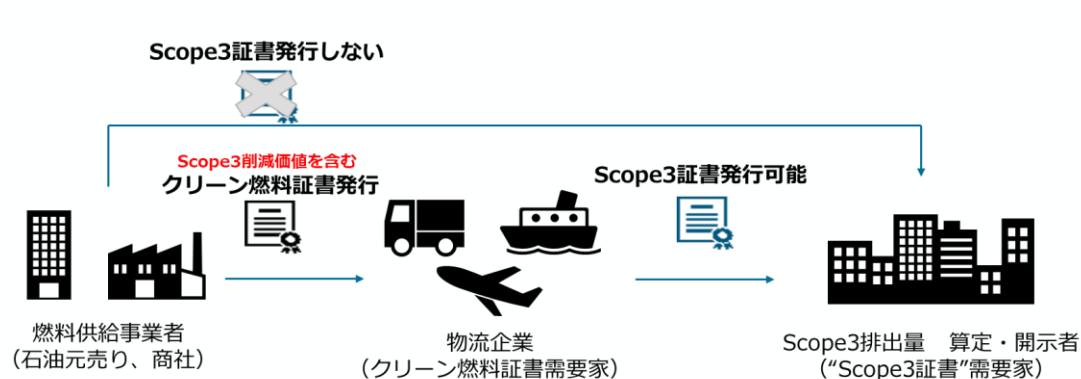 Scope3証書発行しない
Scope3削減価値を含む
クリーン燃料証書発行
Scope3証書発行可能
燃料供給事業者
（石油元売り、商社）
物流企業
（クリーン燃料証書需要家）
Scope3排出量　算定・開示者
（“Scope3証書”需要家）